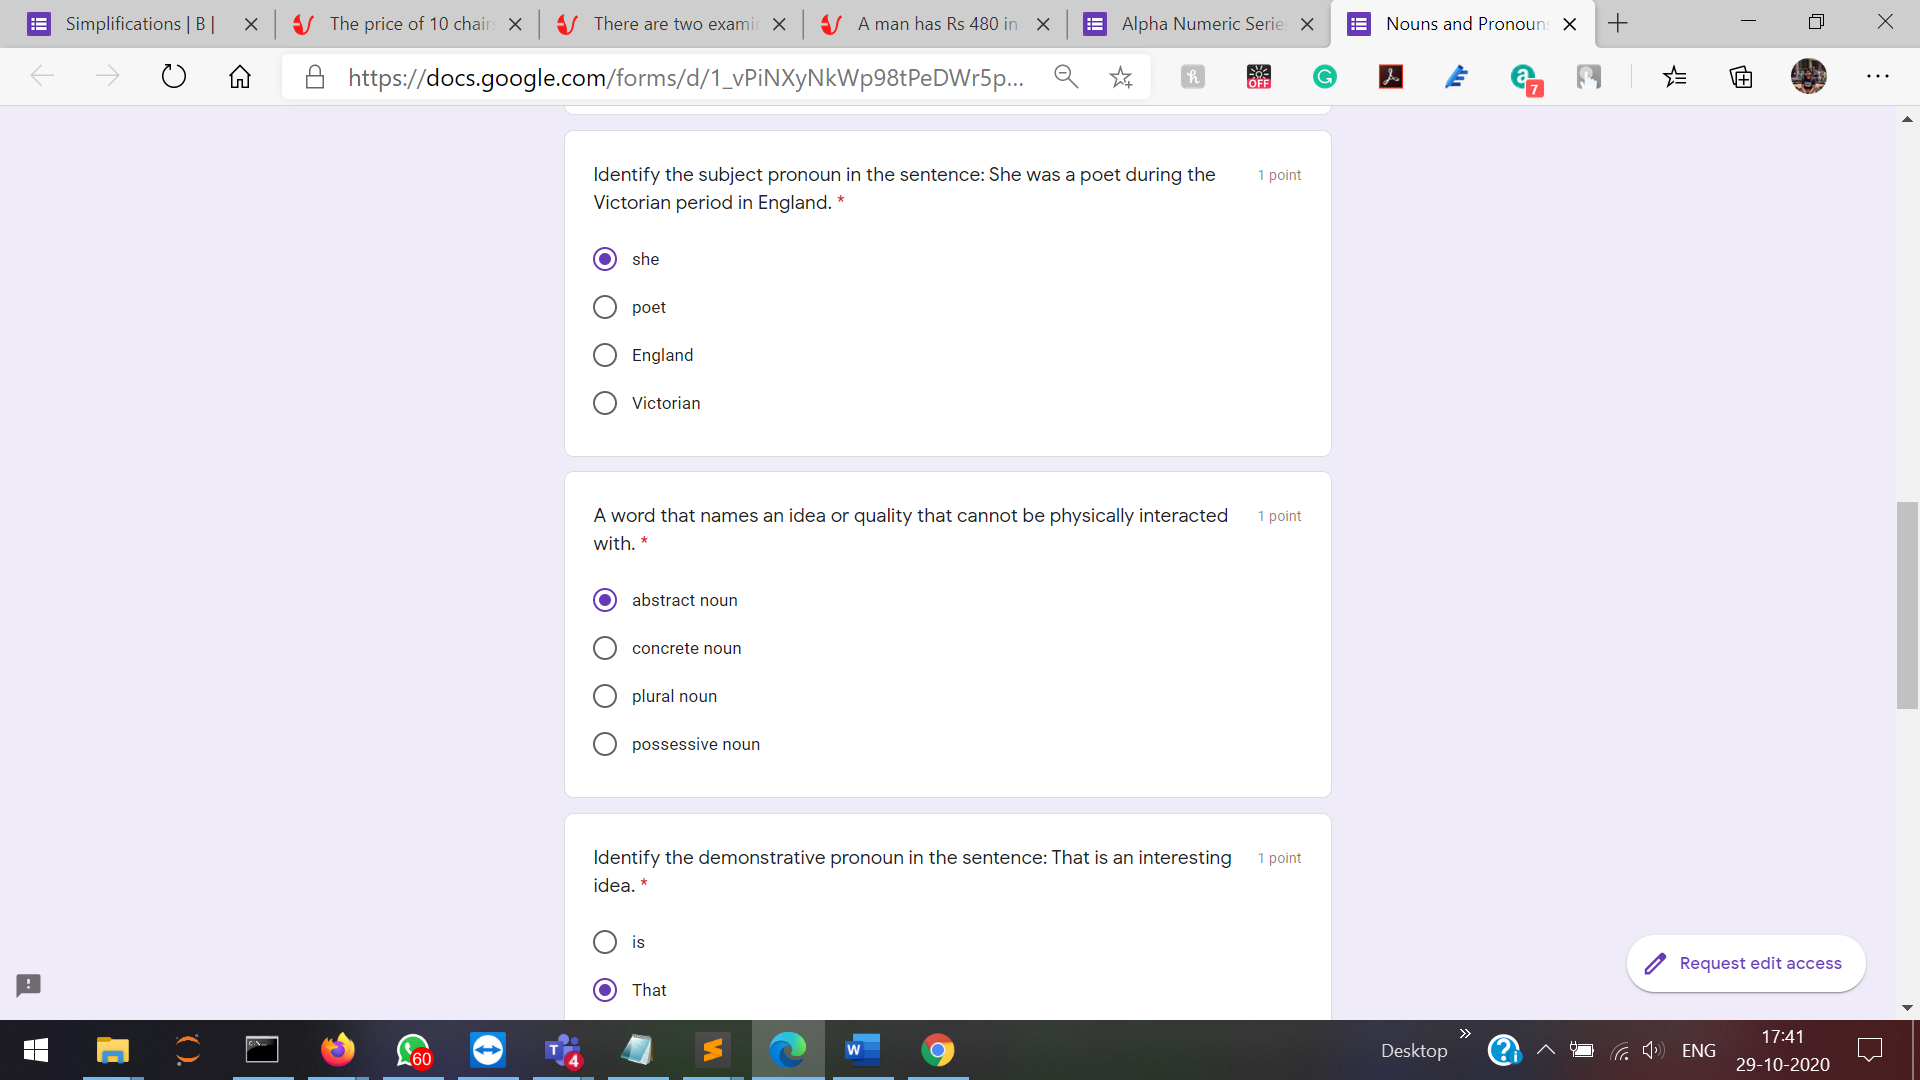 Simplifications | B |
The price of 10 chair
There are two exami
A man has Rs 480 in
Alpha Numeric Serie
Nouns and Pronoun
https://docs.google.com/forms/d/1_vPiNXyNkWp98tPeDWr5p...
OFF
7
Identify the subject pronoun in the sentence: She was a poet during the
Victorian period in England. *
1 point
she
poet
England
Victorian
A word that names an idea or quality that cannot be physically interacted
with. *
1 point
abstract noun
concrete noun
plural noun
possessive noun
Identify the demonstrative pronoun in the sentence: That is an interesting
idea. *
1 point
is
That
Request edit access
60
4
Desktop
ENG
17:41
29-10-2020